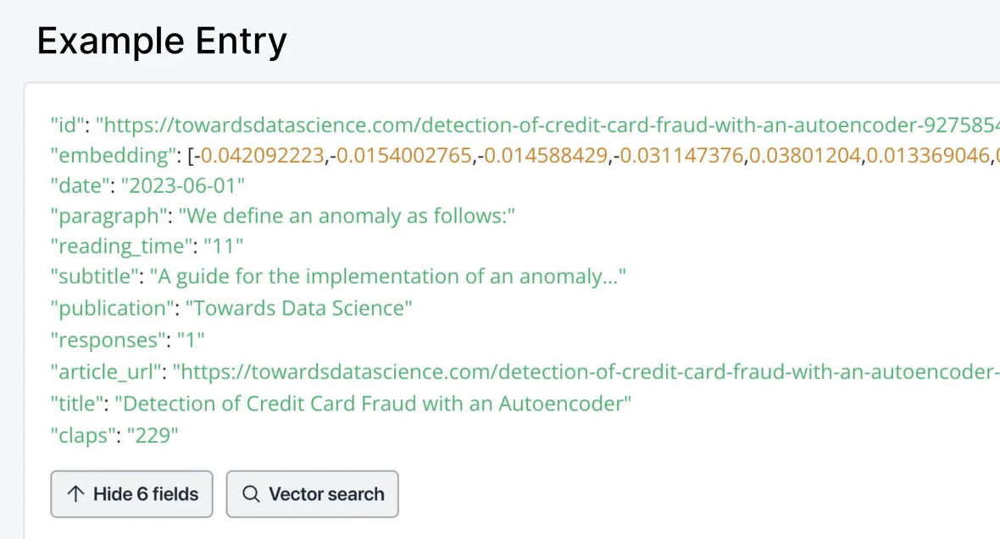 Example Entry
"id": "https://towardsdatascience.com/detection-of-credit-card-fraud-with-an-autoencoder-9275854
"embedding": [-0.042092223,-0.0154002765,-0.014588429,-0.031147376,0.03801204,0.013369046,0
"date": "2023-06-01"
"paragraph": "We define an anomaly as follows:"
"reading_time": "11"
"subtitle": "A guide for the implementation of an anomaly..."
"publication": "Towards Data Science"
"responses": "1"
"article_url": "https://towardsdatascience.com/detection-of-credit-card-fraud-with-an-autoencoder-
"title": "Detection of Credit Card Fraud with an Autoencoder"
"claps": "229"
Hide 6 fields Vector search